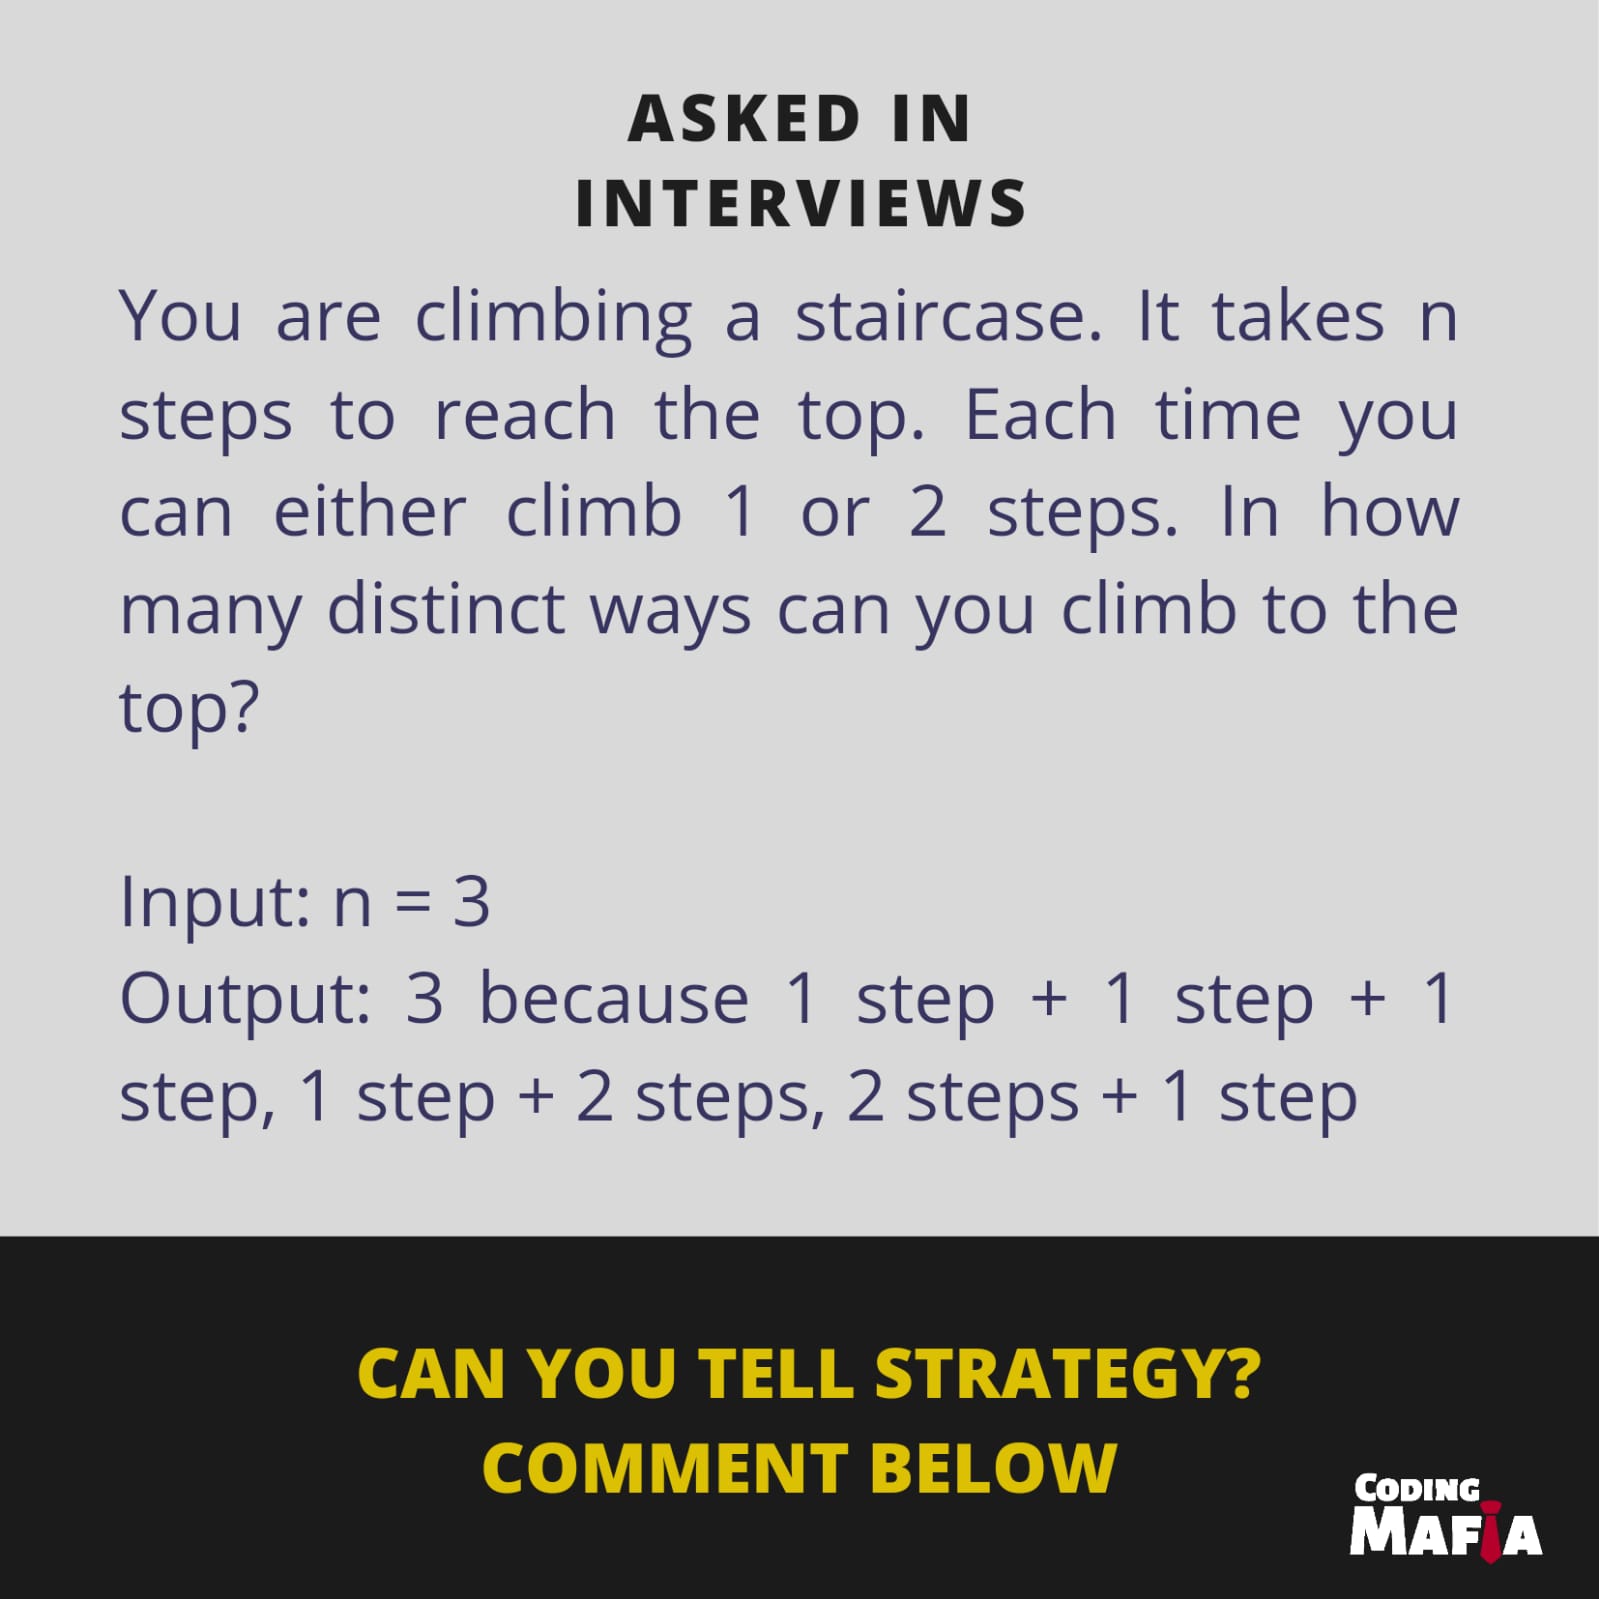 ASKED IN
INTERVIEWS
You are climbing a staircase. It takes n
steps to reach the top. Each time you
can either climb 1 or 2 steps. In how
many distinct ways can you climb to the
top?
Input: n = 3
Output: 3 because 1 step + 1 step + 1
step, 1 step + 2 steps, 2 steps + 1 step
CAN YOU TELL STRATEGY?
COMMENT BELOW
CODING
MAFIA